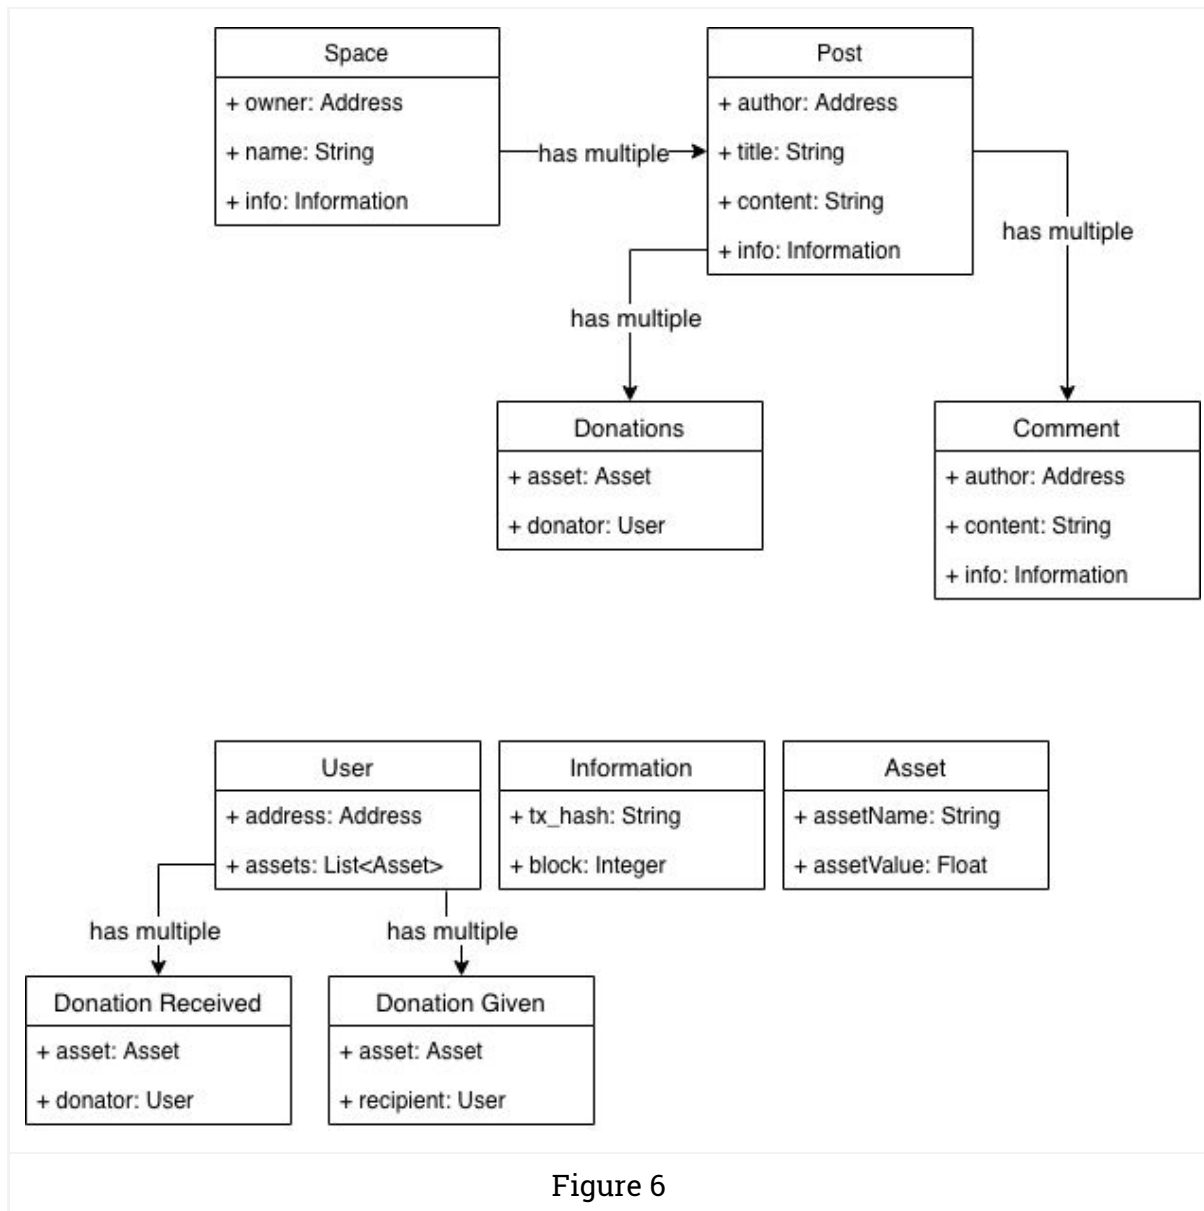 Space
+ owner: Address
+ name: String
+ info: Information
has multiple
Post
+ author: Address
+ title: String
+ content: String
+ info: Information
has multiple
has multiple
Donations
+ asset: Asset
+ donator: User
Comment
+ author: Address
+ content: String
+ info: Information
User
+ address: Address
+ assets: List<Asset>
Information
+ tx_hash: String
+ block: Integer
Asset
+ assetName: String
+ assetValue: Float
has multiple
has multiple
Donation Received
+ asset: Asset
+ donator: User
Donation Given
+ asset: Asset
+ recipient: User
Figure 6